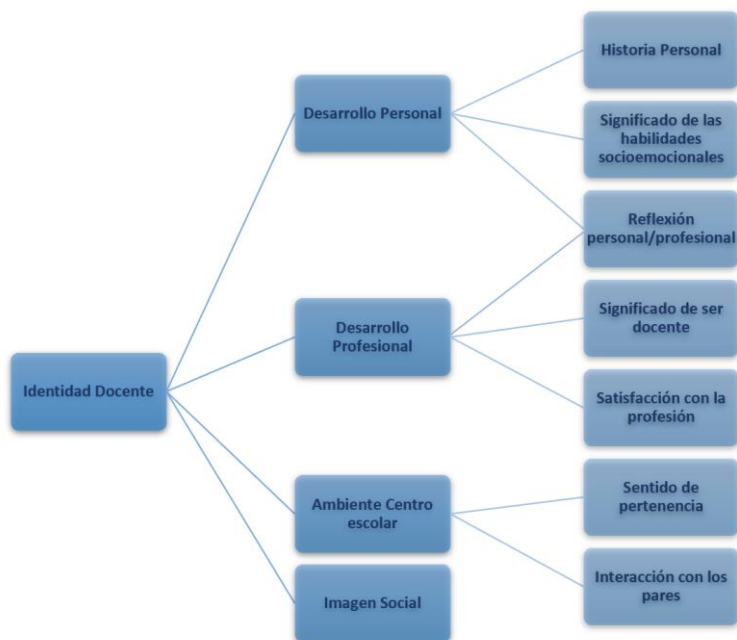 Identidad Docente
Desarrollo Personal
Desarrollo
Profesional
Ambiente Centro
escolar
Imagen Social
Historia Personal
Significado de las
habilidades
socioemocionales
Reflexión
personal/profesional
Significado de ser
docente
Satisfacción con la
profesión
Sentido de
pertenencia
Interacción con los
pares